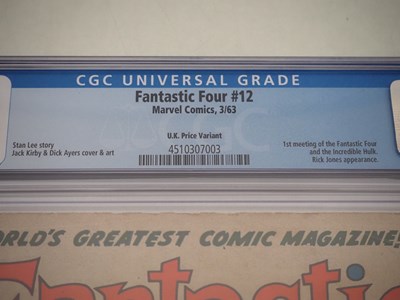 CGC UNIVERSAL GRADE
Fantastic Four #12
Marvel Comics, 3/63
U.K. Price Variant
Stan Lee story
Jack Kirby & Dick Ayers cover & art
4510307003
1st meeting of the Fantastic Four
and the Incredible Hulk.
Rick Jones appearance.
WORLD'S GREATEST COMIC MAGAZINE!
Fantastic